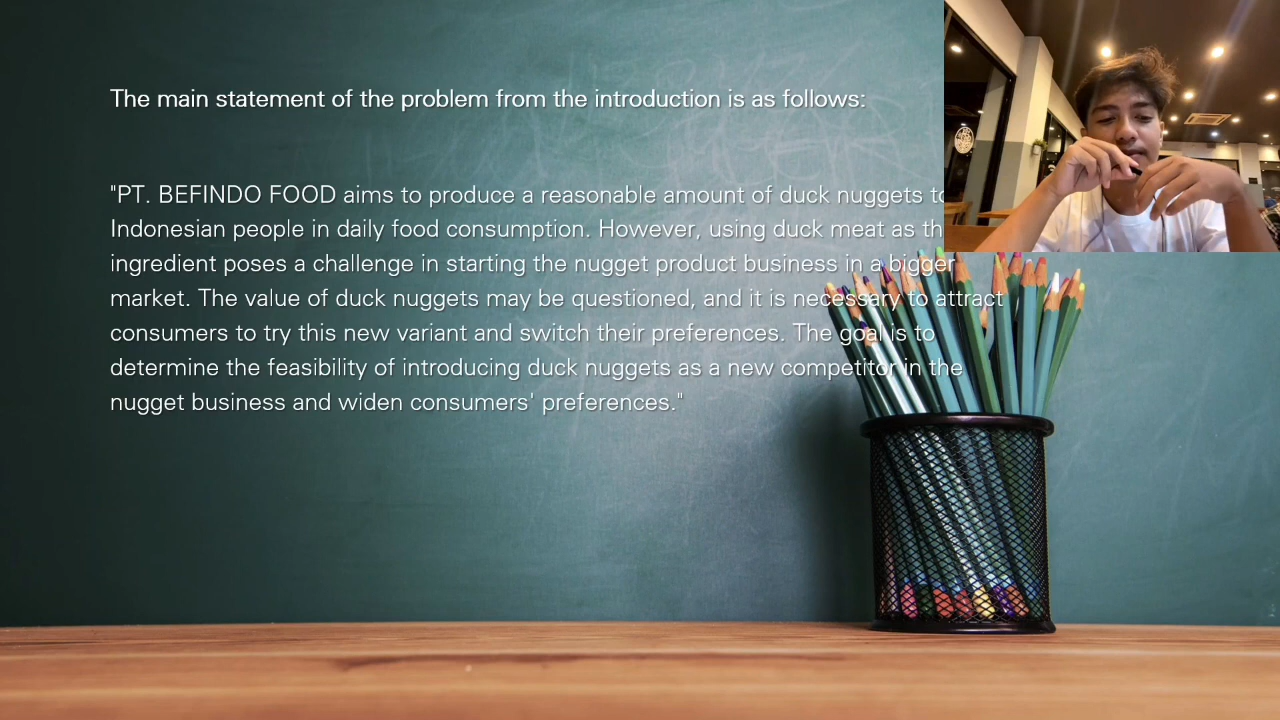 The main statement of the problem from the introduction is as follows:
"PT. BEFINDO FOOD aims to produce a reasonable amount of duck nuggets to
Indonesian people in daily food consumption. However, using duck meat as
ingredient poses a challenge in starting the nugget product business in a bigger
market. The value of duck nuggets may be questioned, and it is necessary to attract
consumers to try this new variant and switch their preferences. The goal is to
determine the feasibility of introducing duck nuggets as a new competitor in the
nugget business and widen consumers' preferences."